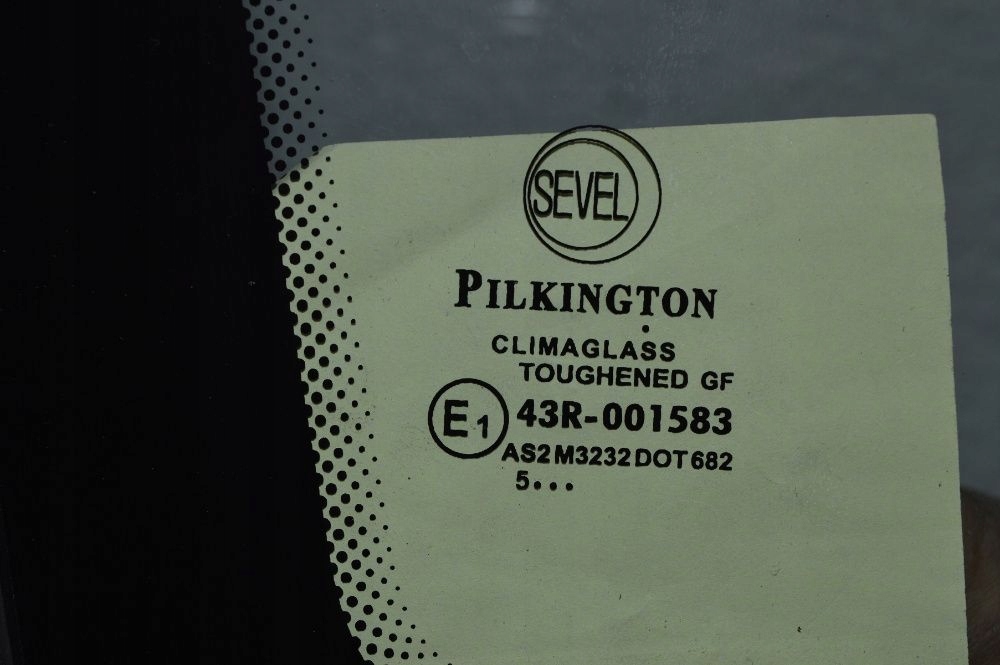 SEVEL
PILKINGTON
CLIMAGLASS
TOUGHENED GF
E1 43R-001583
AS2 M3232 DOT 682
5•••